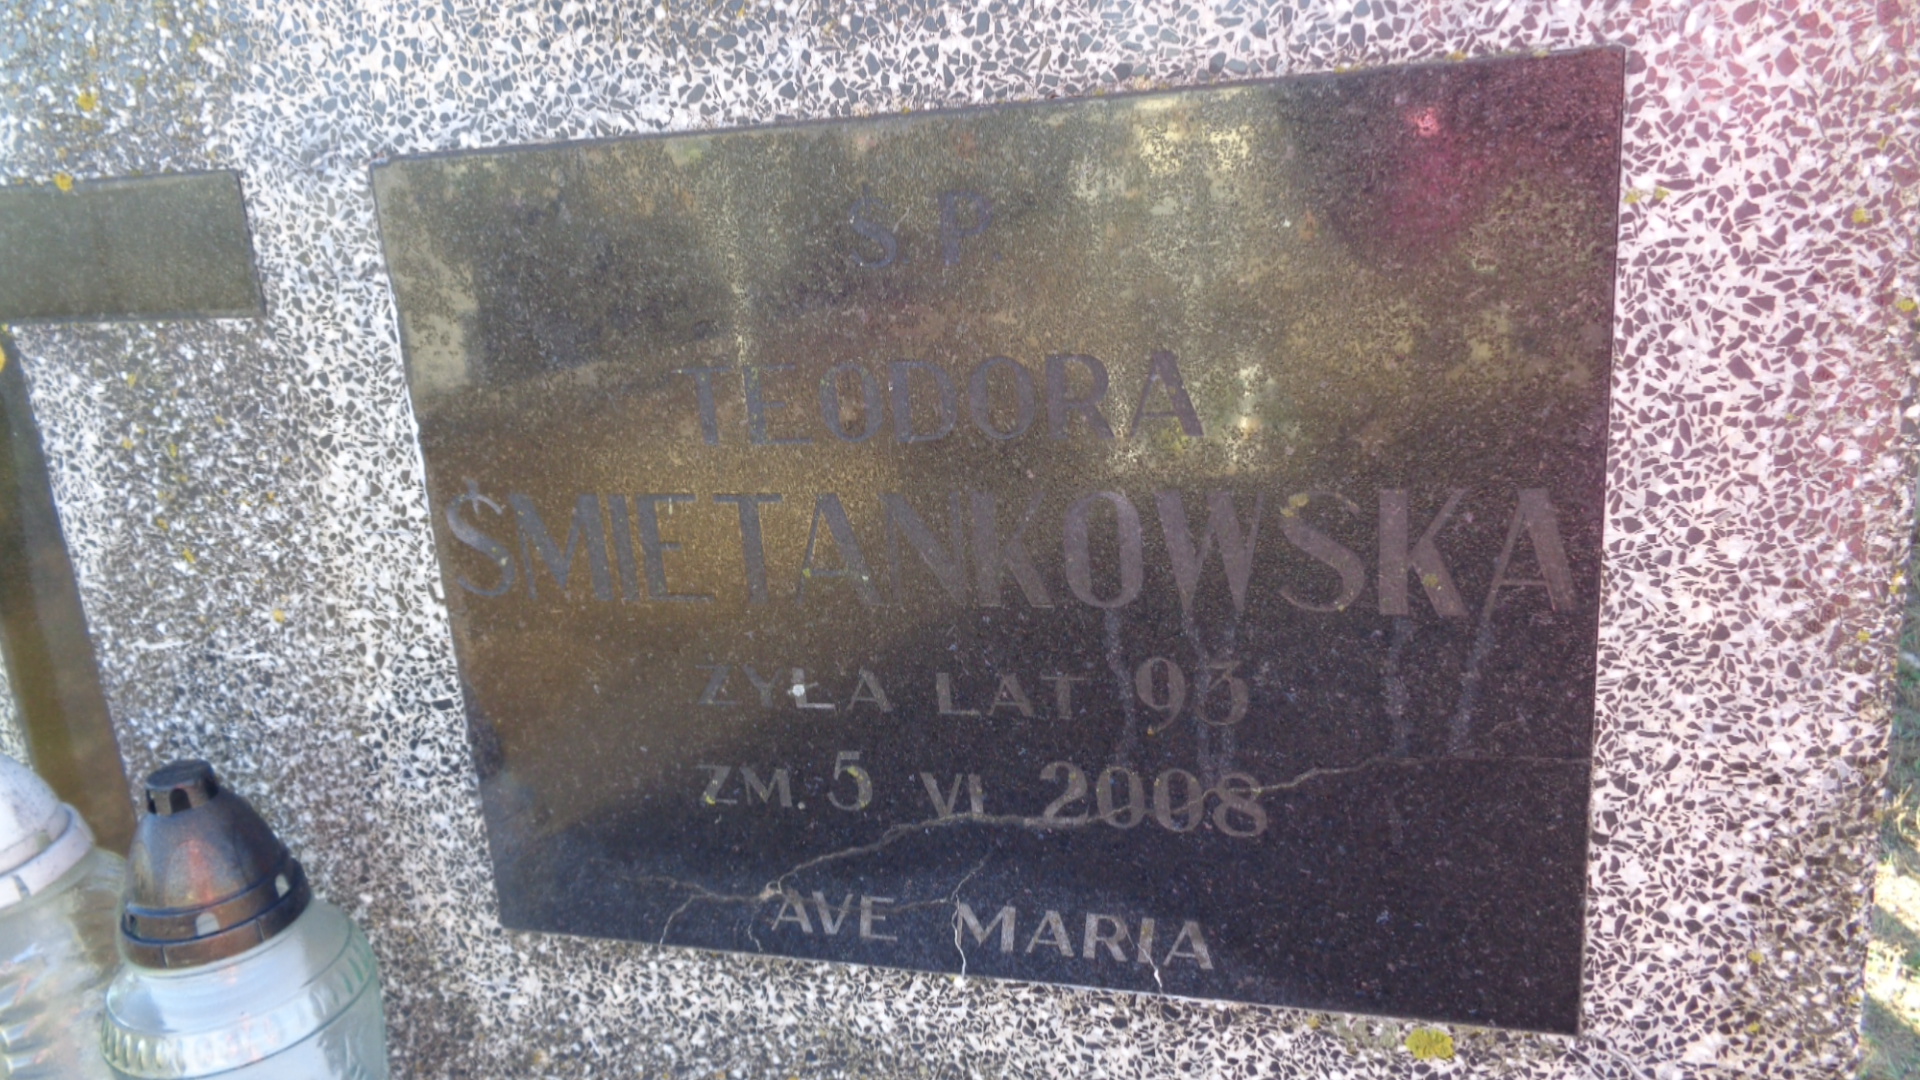 Ś. P.
TEODORA
ŚMIETANKOWSKA
ŻYŁA LAT 93
ZM. 5 VI 2008
AVE MARIA